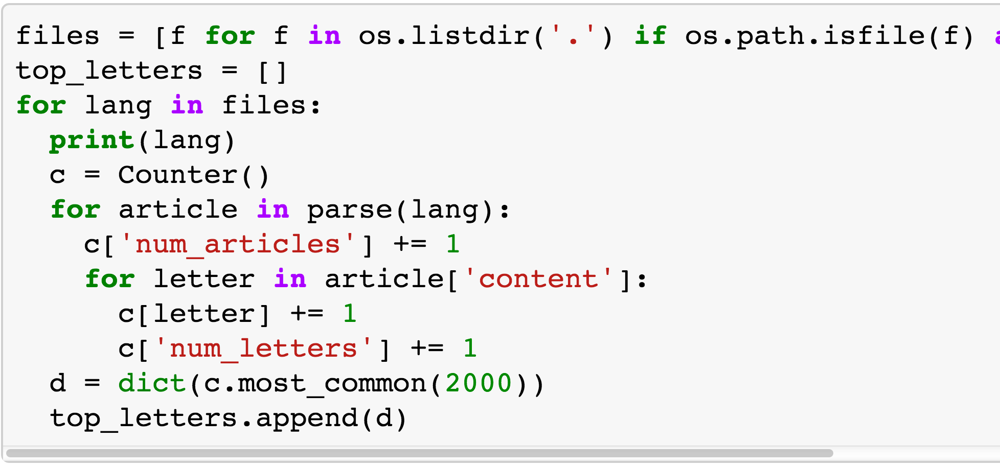 files = [f for f in os.listdir('.') if os.path.isfile(f)
top_letters = []
for lang in files:
  print(lang)
  c = Counter()
  for article in parse(lang):
    c['num_articles'] += 1
    for letter in article['content']:
      c[letter] += 1
      c['num_letters'] += 1
  d = dict(c.most_common(2000))
  top_letters.append(d)